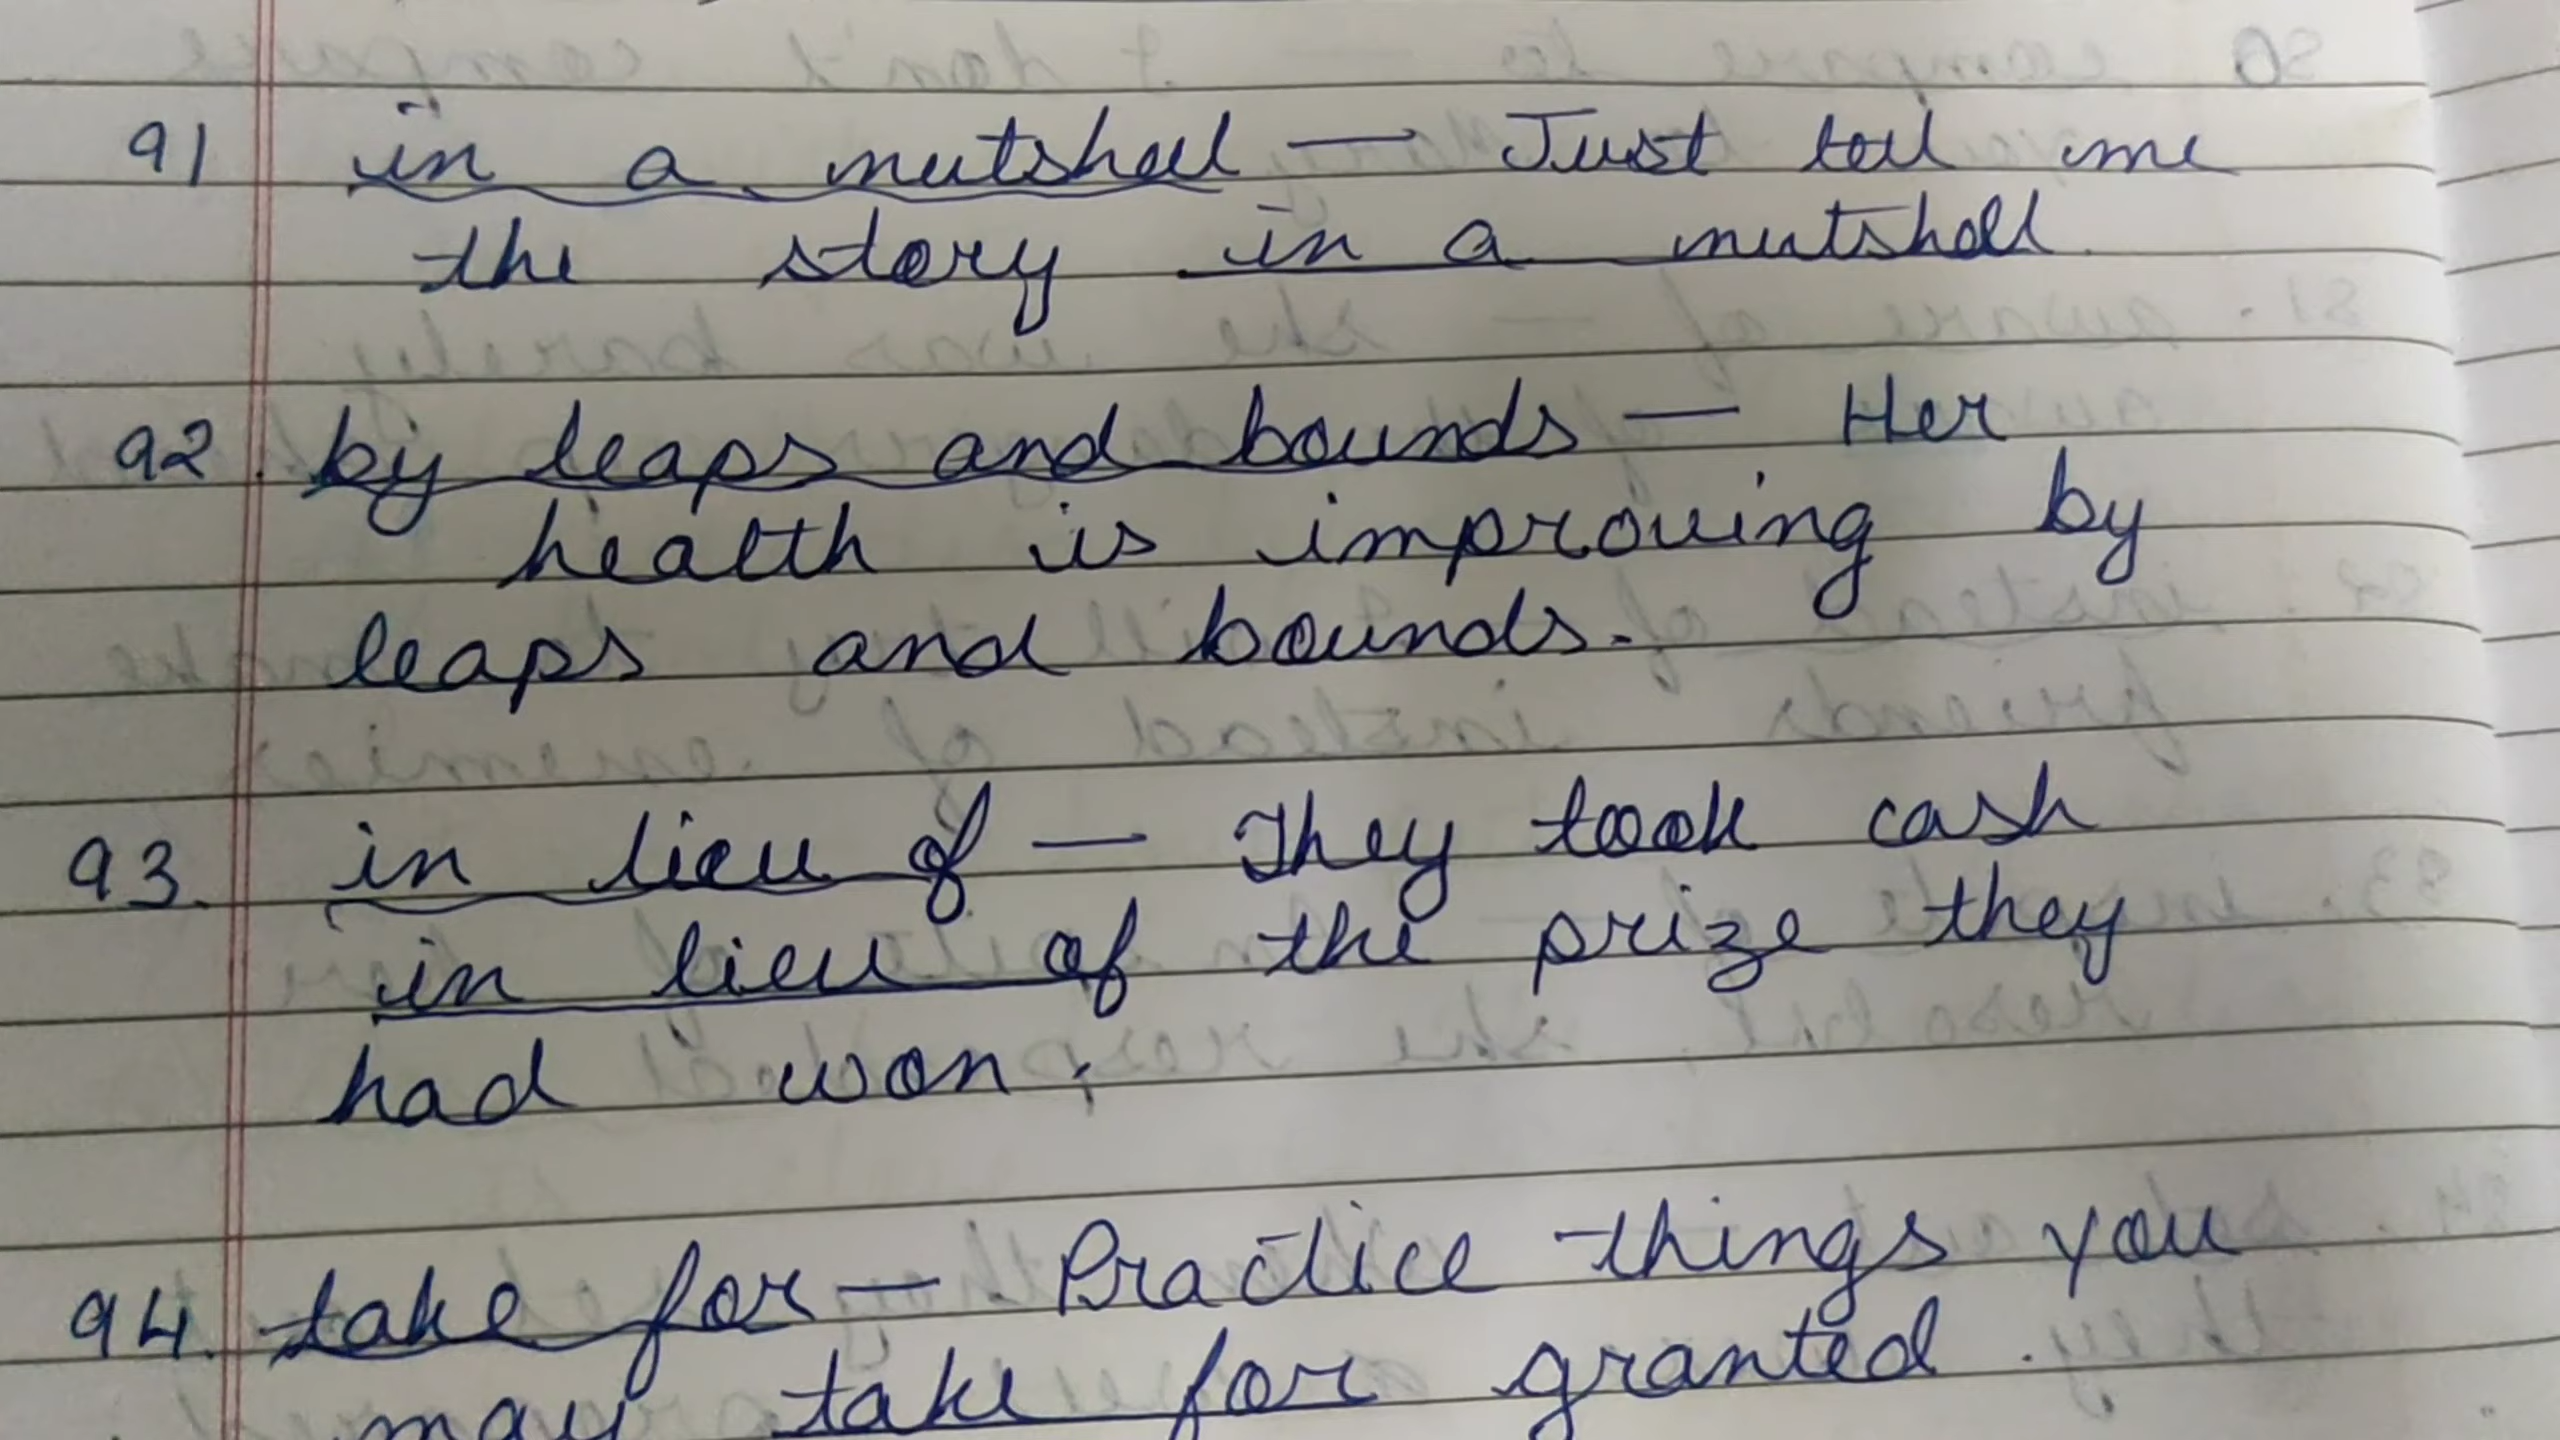 91 in a nutshell — Just tell me
the story in a nutshell.
92. by leaps and bounds — Her
health is improving by
leaps and bounds.
93. in lieu of — They took cash
in lieu of the prize they
had won.
94. take for — Practice things you
may take for granted.